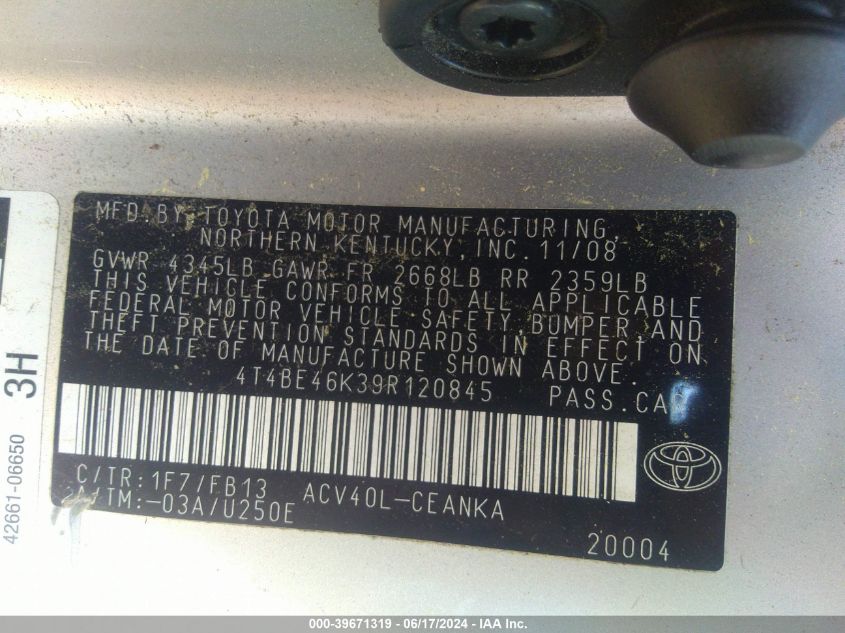 MFD.BY TOYOTA MOTOR MANUFACTURING,
NORTHERN KENTUCKY,INC.11/08
GVWR 4345LB GAWR FR 2668LB RR 2359LB
THIS VEHICLE CONFORMS TO ALL APPLICABLE
FEDERAL MOTOR VEHICLE SAFETY,BUMPER,AND
THEFT PREVENTION STANDARDS IN EFFECT ON
THE DATE OF MANUFACTURE SHOWN ABOVE.
4T4BE46K39R120845 PASS.CAR
C/TR:1F7/FB13 ACV40L-CEANKA
A/TM:-03A/U250E
20004
42661-06650
3H
000-39671319 - 06/17/2024 - IAA Inc.